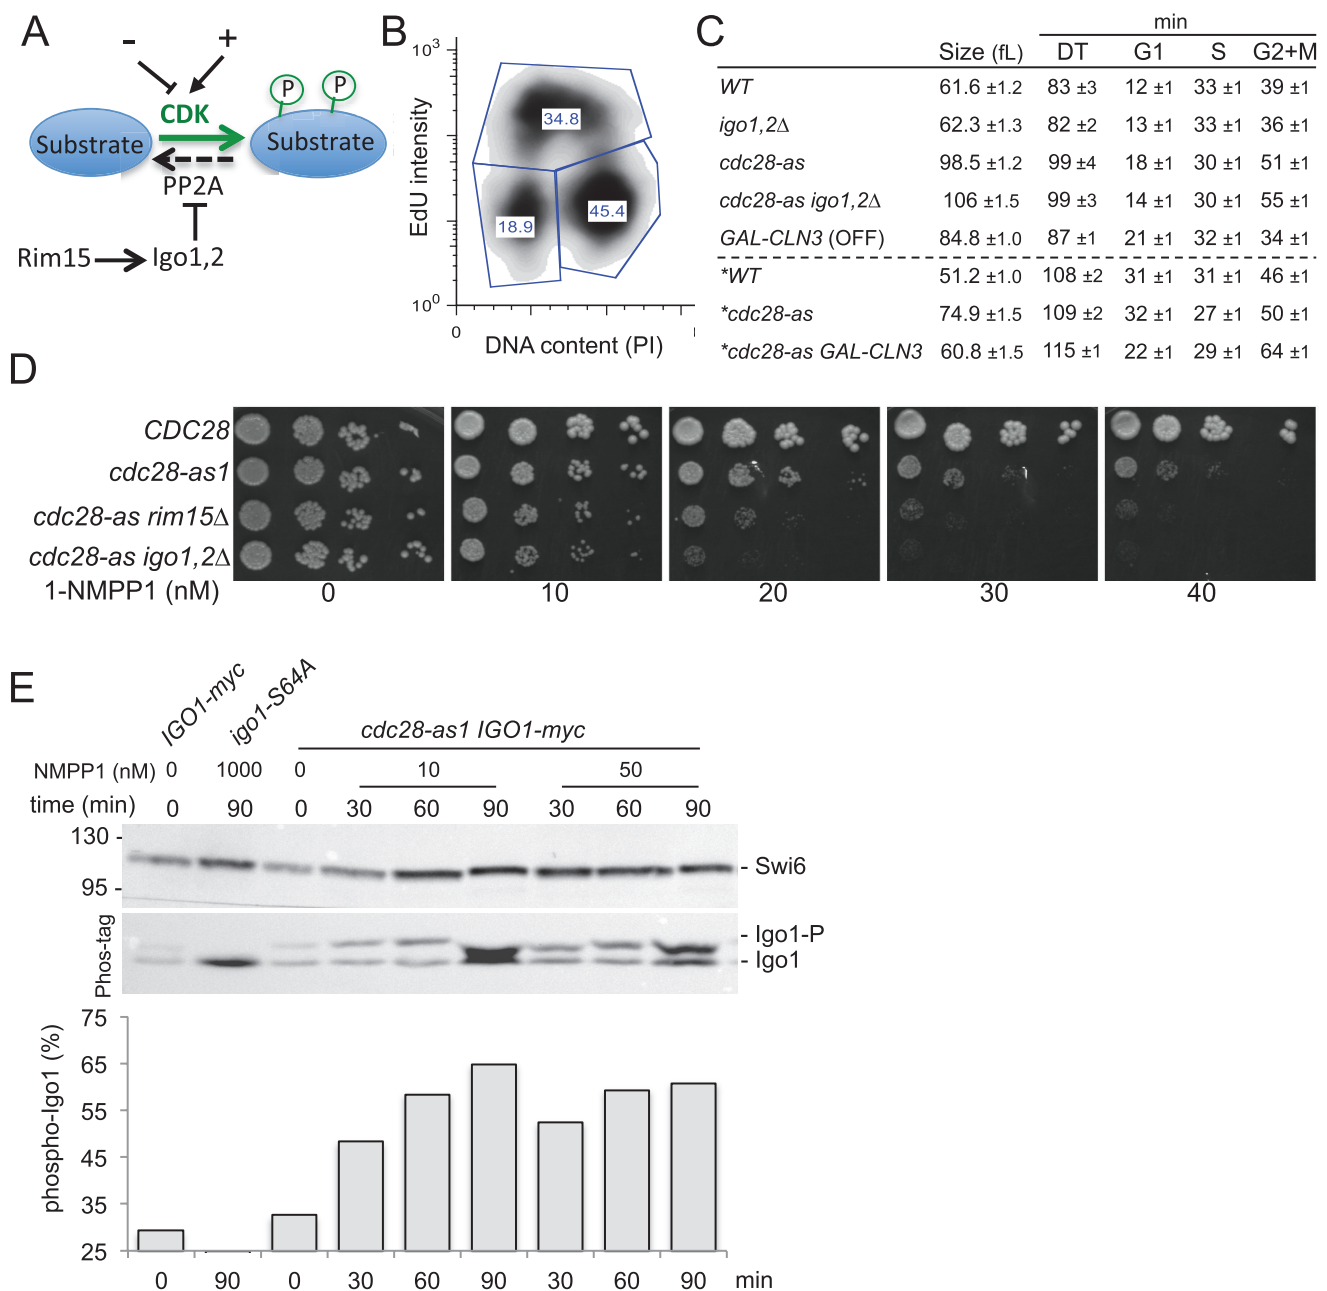 A
- +
P P
CDK
Substrate Substrate
PP2A
Rim15 Igo1,2
B
10³
EdU intensity
34.8
18.9
45.4
10⁰
0
DNA content (PI)
C
min
Size (fL) DT G1 S G2+M
WT 61.6 ±1.2 83 ±3 12 ±1 33 ±1 39 ±1
igo1,2Δ 62.3 ±1.3 82 ±2 13 ±1 33 ±1 36 ±1
cdc28-as 98.5 ±1.2 99 ±4 18 ±1 30 ±1 51 ±1
cdc28-as igo1,2Δ 106 ±1.5 99 ±3 14 ±1 30 ±1 55 ±1
GAL-CLN3 (OFF) 84.8 ±1.0 87 ±1 21 ±1 32 ±1 34 ±1
*WT 51.2 ±1.0 108 ±2 31 ±1 31 ±1 46 ±1
*cdc28-as 74.9 ±1.5 109 ±2 32 ±1 27 ±1 50 ±1
*cdc28-as GAL-CLN3 60.8 ±1.5 115 ±1 22 ±1 29 ±1 64 ±1
D
CDC28
cdc28-as1
cdc28-as rim15Δ
cdc28-as igo1,2Δ
1-NMPP1 (nM) 0 10 20 30 40
E
IGO1-myc
igo1-S64A
cdc28-as1 IGO1-myc
NMPP1 (nM) 0 1000 0 10 50
time (min) 0 90 0 30 60 90 30 60 90
130 -
- Swi6
95 -
Phos-tag
- Igo1-P
- Igo1
phospho-Igo1 (%)
75
65
55
45
35
25
0 90 0 30 60 90 30 60 90 min